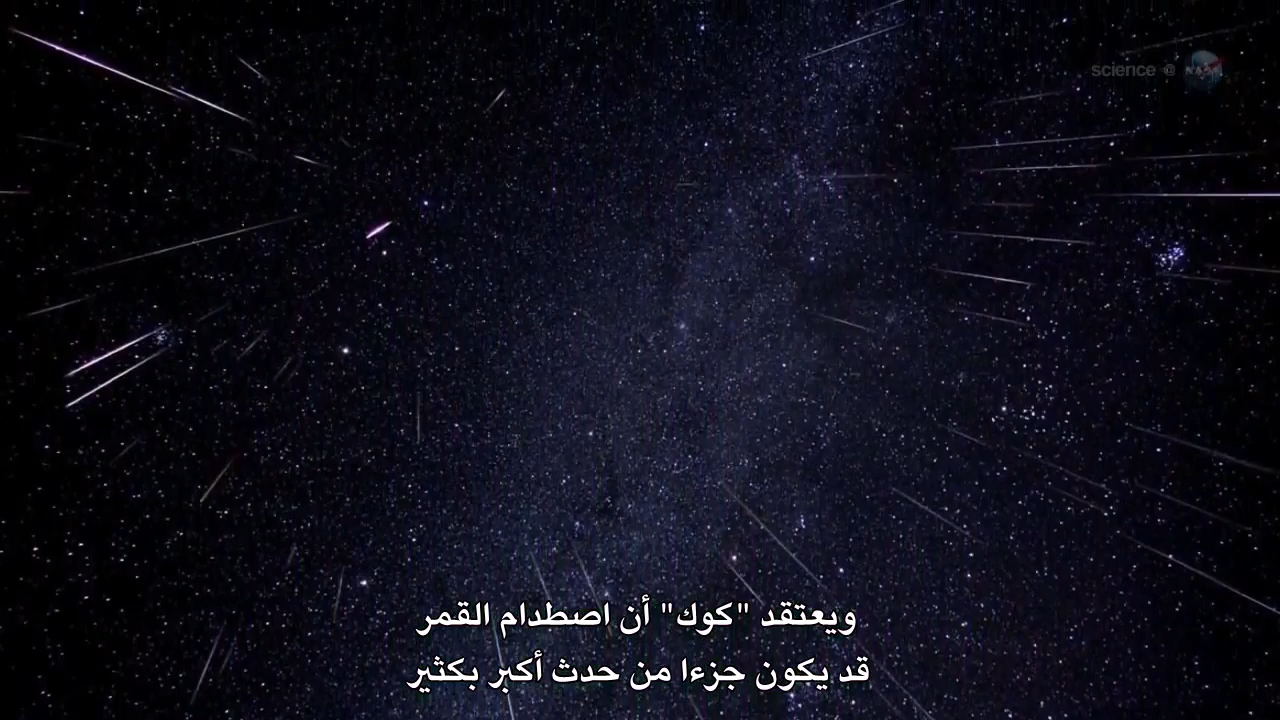 science @ NASA
ويعتقد "كوك" أن اصطدام القمر
قد يكون جزءا من حدث أكبر بكثير